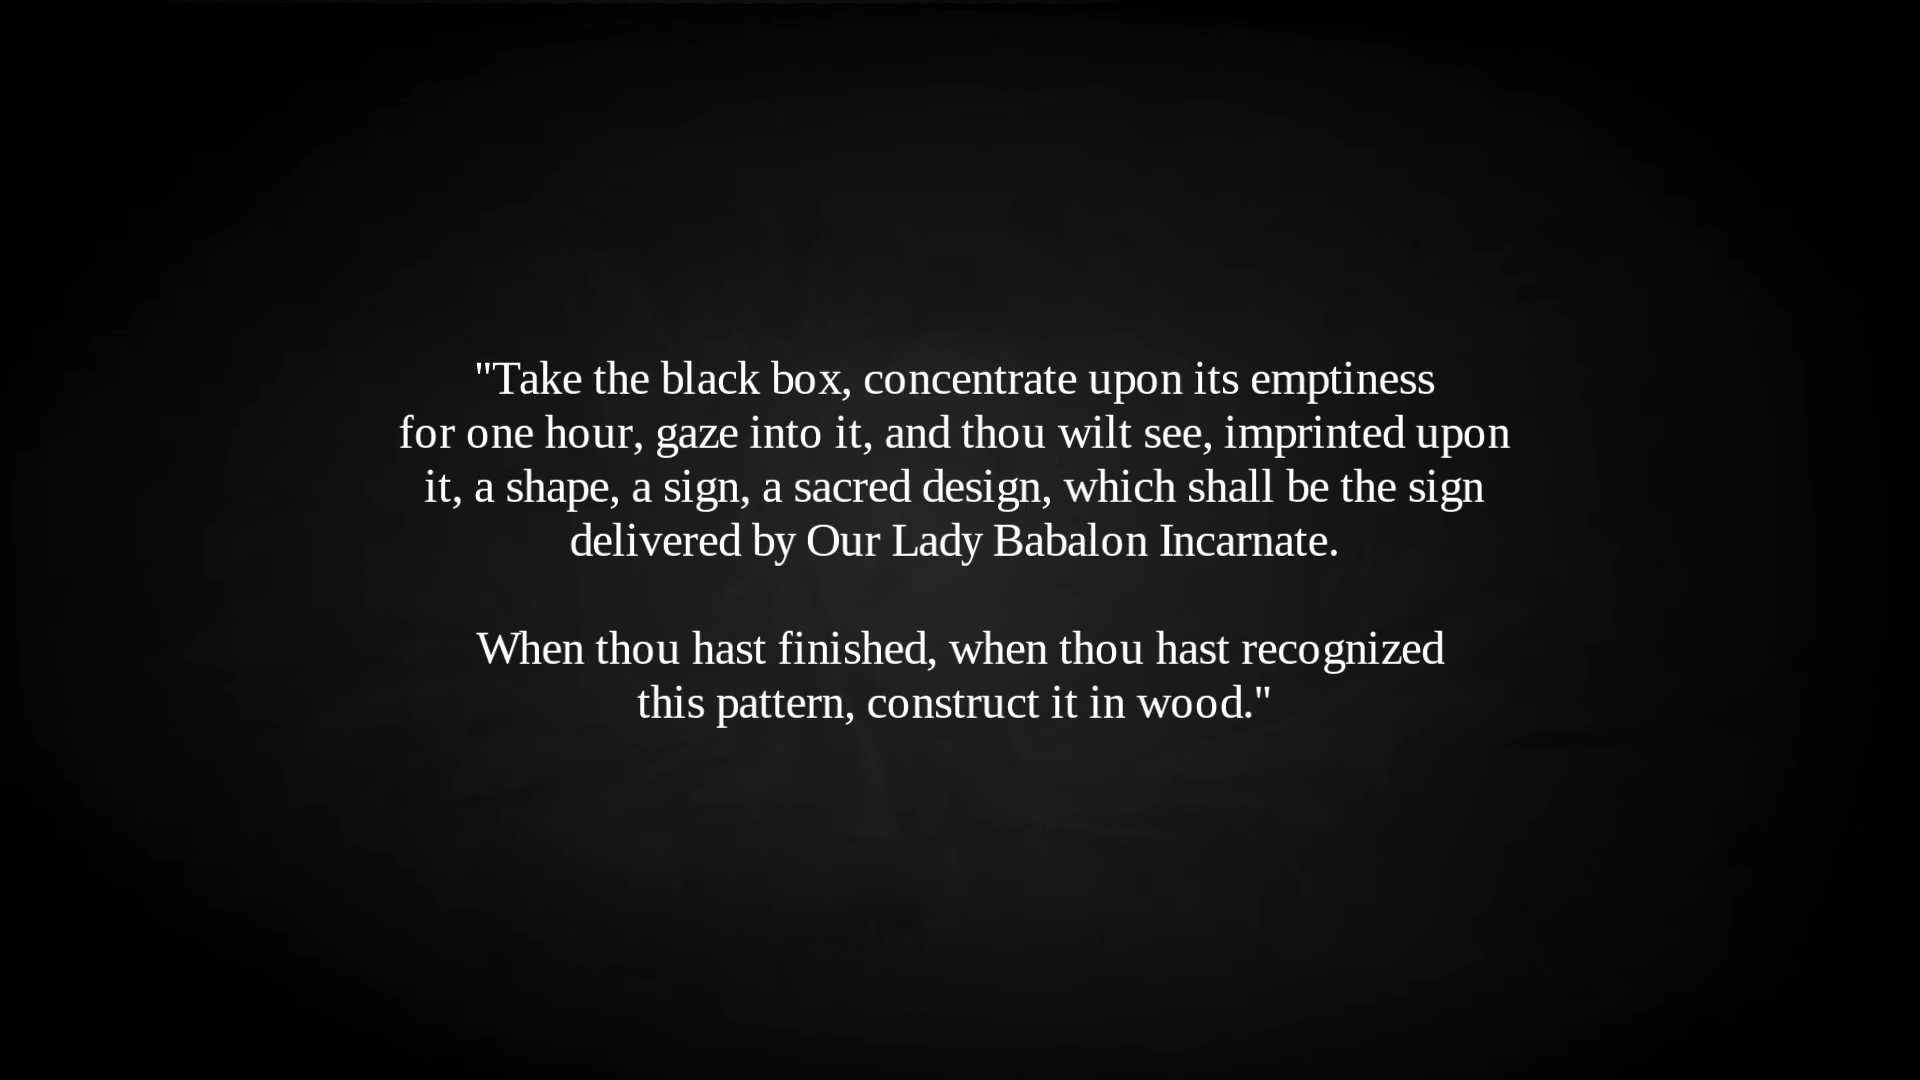 "Take the black box, concentrate upon its emptiness
for one hour, gaze into it, and thou wilt see, imprinted upon
it, a shape, a sign, a sacred design, which shall be the sign
delivered by Our Lady Babalon Incarnate.
When thou hast finished, when thou hast recognized
this pattern, construct it in wood."